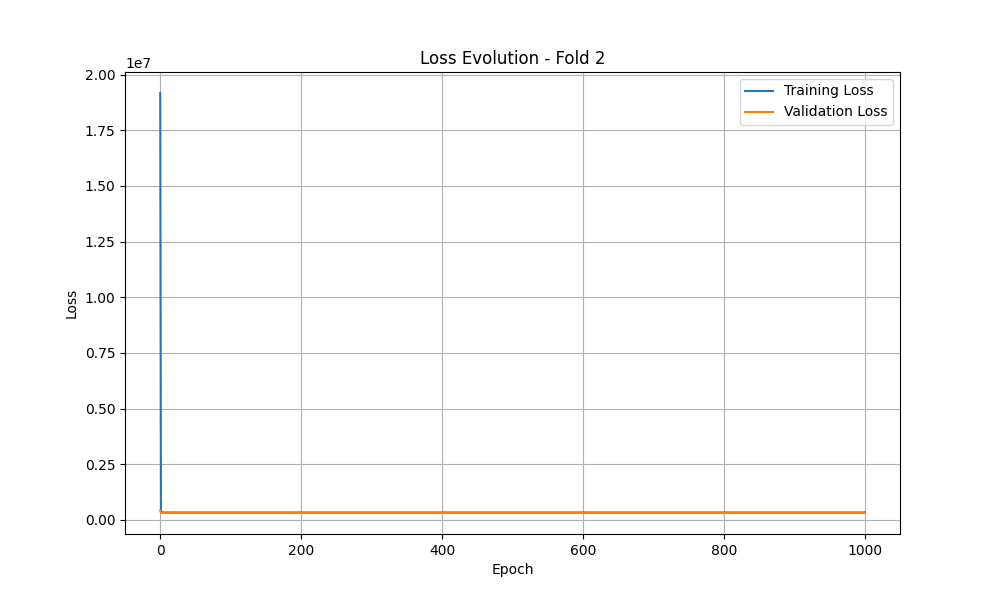 Loss Evolution - Fold 2
1e7
2.00
1.75
1.50
1.25
1.00
0.75
0.50
0.25
0.00
Loss
Training Loss
Validation Loss
0 200 400 600 800 1000
Epoch